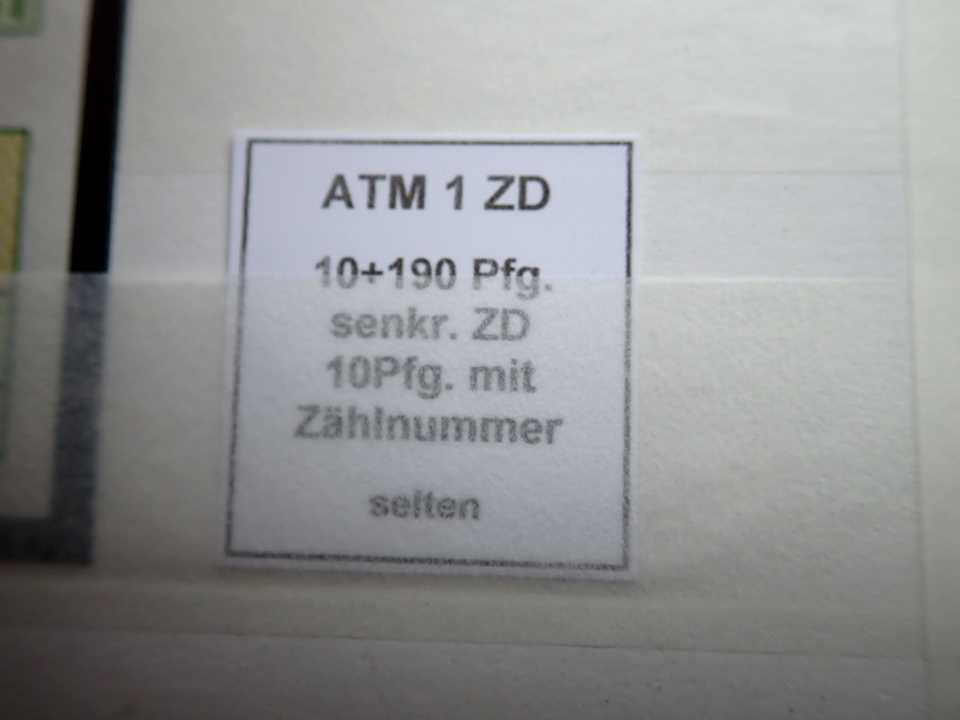 ATM 1 ZD
10+190 Pfg.
senkr. ZD
10Pfg. mit
Zählnummer
selten